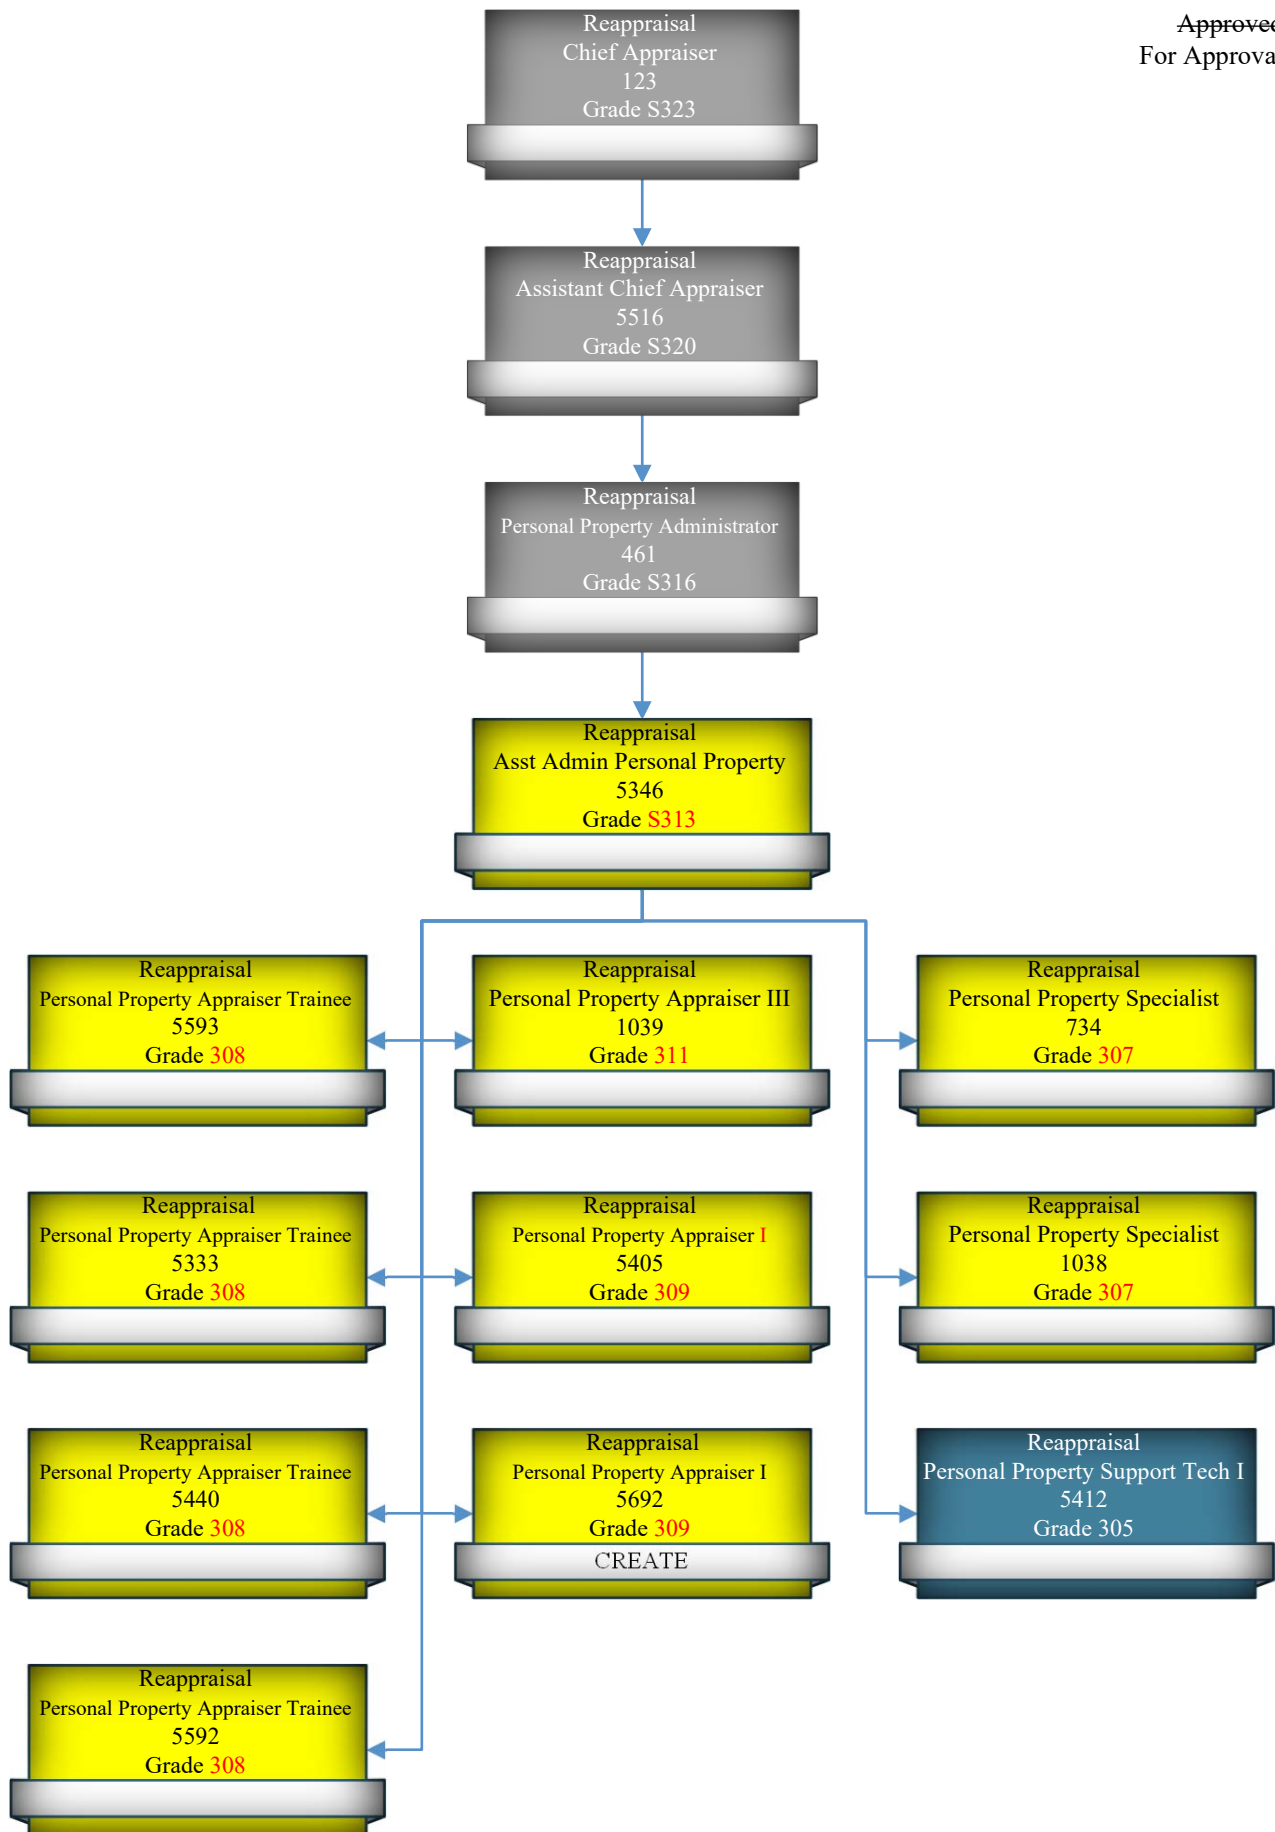 Approved
For Approval
Reappraisal
Chief Appraiser
123
Grade S323
Reappraisal
Assistant Chief Appraiser
5516
Grade S320
Reappraisal
Personal Property Administrator
461
Grade S316
Reappraisal
Asst Admin Personal Property
5346
Grade S313
Reappraisal
Personal Property Appraiser Trainee
5593
Grade 308
Reappraisal
Personal Property Appraiser III
1039
Grade 311
Reappraisal
Personal Property Specialist
734
Grade 307
Reappraisal
Personal Property Appraiser Trainee
5333
Grade 308
Reappraisal
Personal Property Appraiser I
5405
Grade 309
Reappraisal
Personal Property Specialist
1038
Grade 307
Reappraisal
Personal Property Appraiser Trainee
5440
Grade 308
Reappraisal
Personal Property Appraiser I
5692
Grade 309
CREATE
Reappraisal
Personal Property Support Tech I
5412
Grade 305
Reappraisal
Personal Property Appraiser Trainee
5592
Grade 308